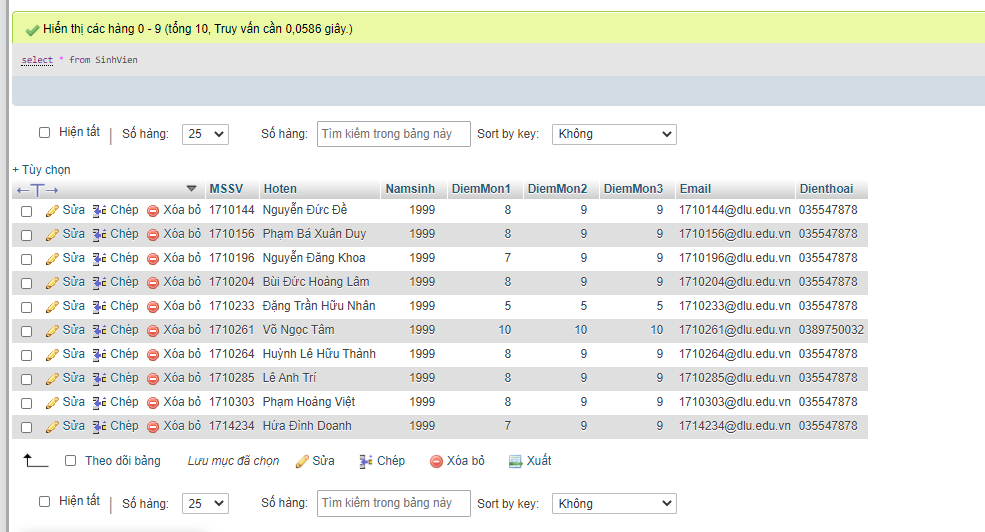 Hiển thị các hàng 0 - 9 (tổng 10, Truy vấn cần 0,0586 giây.)
select * from SinhVien
Hiện tất | Số hàng: 25 Số hàng: Tìm kiếm trong bảng này Sort by key: Không
+ Tùy chọn
←T→ MSSV Hoten Namsinh DiemMon1 DiemMon2 DiemMon3 Email Dienthoai
Sửa Chép Xóa bỏ 1710144 Nguyễn Đức Đề 1999 8 9 9 1710144@dlu.edu.vn 035547878
Sửa Chép Xóa bỏ 1710156 Phạm Bá Xuân Duy 1999 8 9 9 1710156@dlu.edu.vn 035547878
Sửa Chép Xóa bỏ 1710196 Nguyễn Đăng Khoa 1999 7 9 9 1710196@dlu.edu.vn 035547878
Sửa Chép Xóa bỏ 1710204 Bùi Đức Hoàng Lâm 1999 8 9 9 1710204@dlu.edu.vn 035547878
Sửa Chép Xóa bỏ 1710233 Đặng Trần Hữu Nhân 1999 5 5 5 1710233@dlu.edu.vn 035547878
Sửa Chép Xóa bỏ 1710261 Võ Ngọc Tâm 1999 10 10 10 1710261@dlu.edu.vn 0389750032
Sửa Chép Xóa bỏ 1710264 Huỳnh Lê Hữu Thành 1999 8 9 9 1710264@dlu.edu.vn 035547878
Sửa Chép Xóa bỏ 1710285 Lê Anh Trí 1999 8 9 9 1710285@dlu.edu.vn 035547878
Sửa Chép Xóa bỏ 1710303 Phạm Hoàng Việt 1999 8 9 9 1710303@dlu.edu.vn 035547878
Sửa Chép Xóa bỏ 1714234 Hứa Đình Doanh 1999 7 9 9 1714234@dlu.edu.vn 035547878
Theo dõi bảng Lưu mục đã chọn Sửa Chép Xóa bỏ Xuất
Hiện tất | Số hàng: 25 Số hàng: Tìm kiếm trong bảng này Sort by key: Không